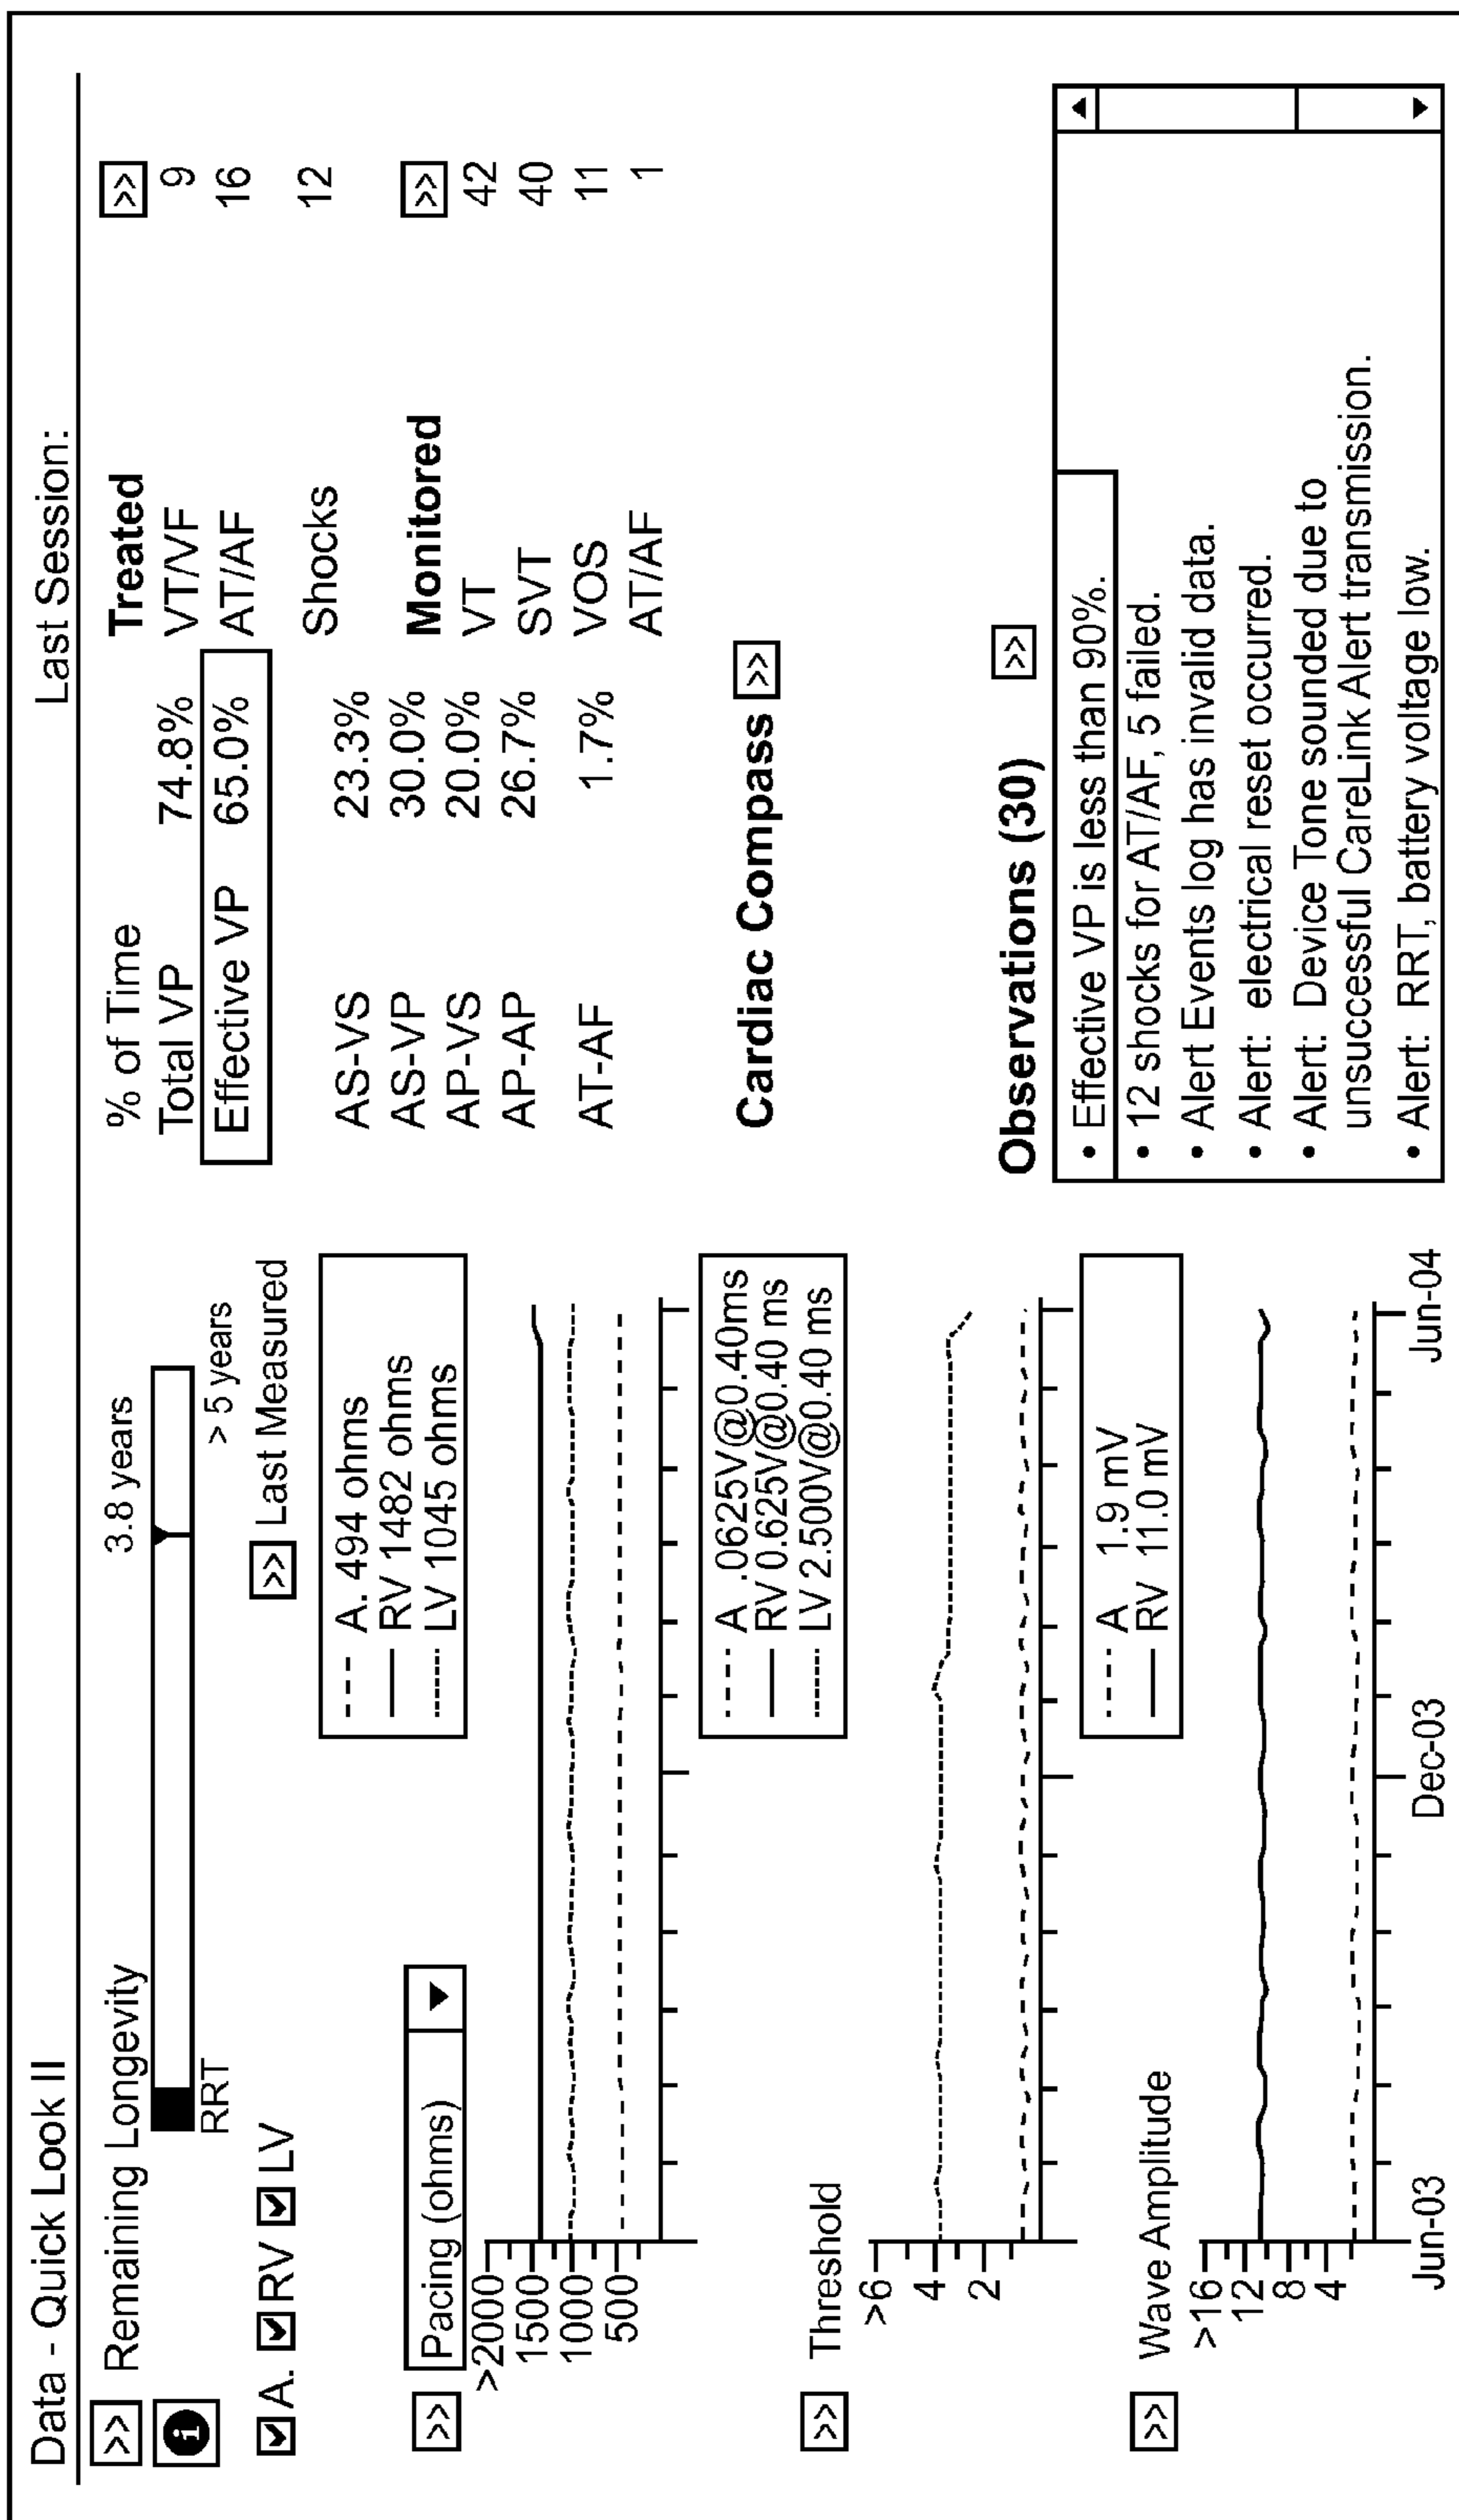 Data - Quick Look II
Last Session:
>> Remaining Longevity
3.8 years
i
RRT
> 5 years
A. RV LV
>> Last Measured
>> Pacing (ohms)
A. 494 ohms
RV 1482 ohms
LV 1045 ohms
>2000
1500
1000
500
>> Threshold
A .0625V@0.40ms
RV 0.625V@0.40 ms
LV 2.500V@0.40 ms
>6
4
2
>> Wave Amplitude
A 1.9 mV
RV 11.0 mV
>16
12
8
4
Jun-03 Dec-03 Jun-04
% of Time
Total VP 74.8%
Effective VP 65.0%
AS-VS 23.3%
AS-VP 30.0%
AP-VS 20.0%
AP-AP 26.7%
AT-AF 1.7%
Treated >>
VT/VF 9
AT/AF 16
Shocks 12
Monitored >>
VT 42
SVT 40
VOS 11
AT/AF 1
Cardiac Compass >>
Observations (30) >>
• Effective VP is less than 90%.
• 12 shocks for AT/AF, 5 failed.
• Alert Events log has invalid data.
• Alert: electrical reset occurred.
• Alert: Device Tone sounded due to
unsuccessful CareLink Alert transmission.
• Alert: RRT, battery voltage low.